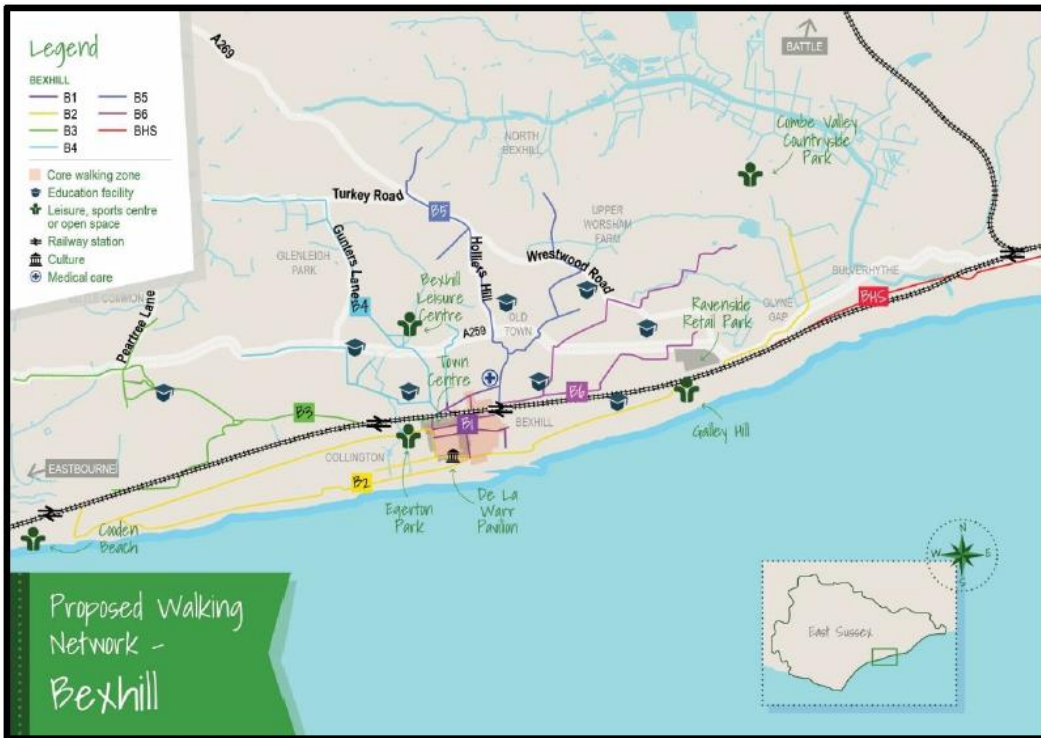 Legend
BEXHILL
B1
B2
B3
B4
B5
B6
BHS
Core walking zone
Education facility
Leisure, sports centre
or open space
Railway station
Culture
Medical care
A269
BATTLE
Combe Valley
Countryside
Park
NORTH
BEXHILL
Turkey Road
B5
UPPER
WORSHAM
FARM
GLENLEIGH
PARK
Gunters Lane
Holliers Hill
Wrestwood Road
BULVERHYTHE
Peartree Lane
B4
Bexhill
Leisure
Centre
BHS
GLYNE
GAP
Ravenside
Retail Park
OLD
TOWN
A259
Town
Centre
B3
B6
B1
BEXHILL
Galley Hill
COLLINGTON
EASTBOURNE
B2
Egerton
Park
De La
Warr
Pavilion
Cooden
Beach
N
W
E
S
East Sussex
Proposed Walking
Network -
Bexhill